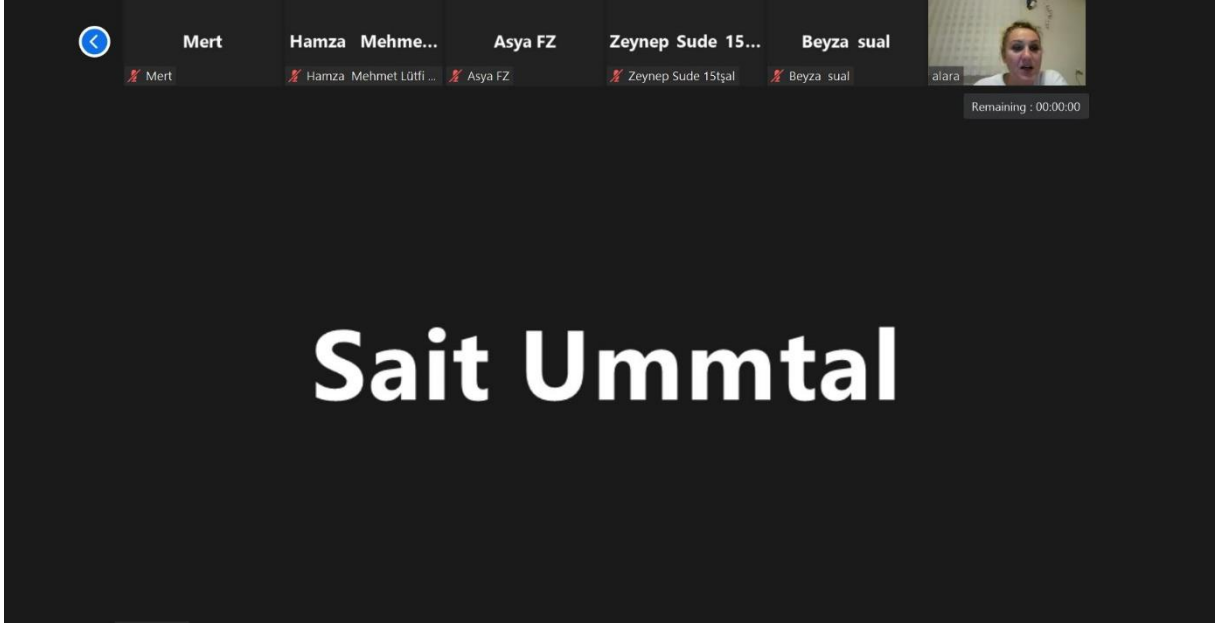 Mert
Hamza Mehme...
Asya FZ
Zeynep Sude 15...
Beyza sual
Mert
Hamza Mehmet Lütfi ...
Asya FZ
Zeynep Sude 15tşal
Beyza sual
alara
Remaining : 00:00:00
Sait Ummtal